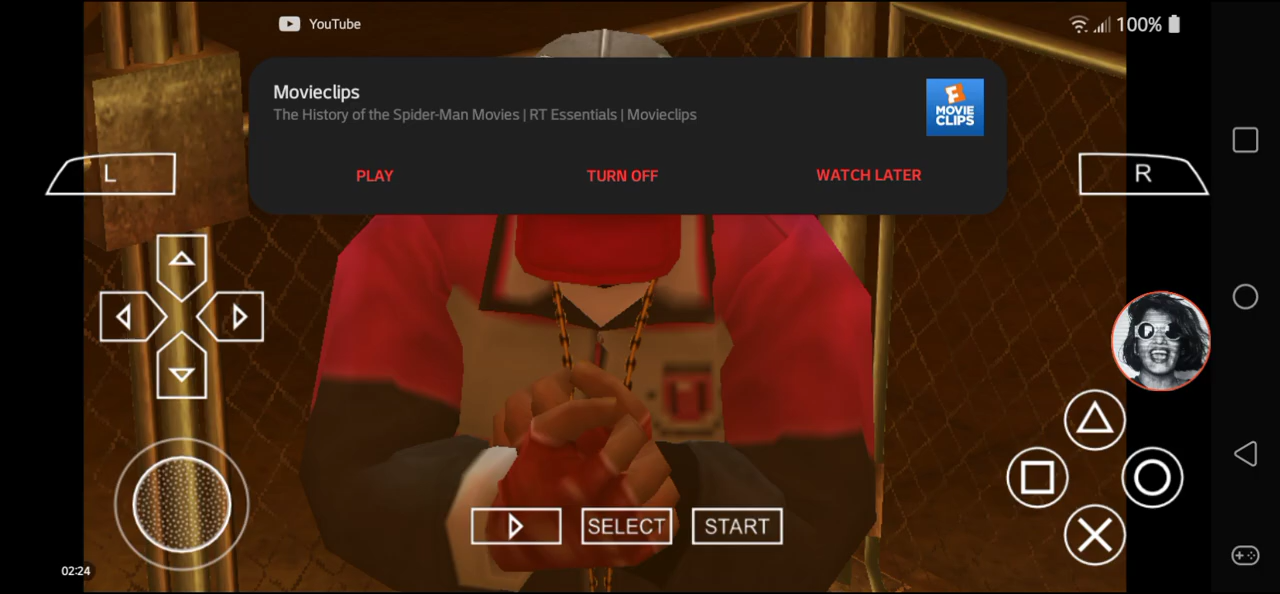 YouTube
100%
Movieclips
The History of the Spider-Man Movies | RT Essentials | Movieclips
MOVIE
CLIPS
PLAY
TURN OFF
WATCH LATER
L
R
SELECT
START
02:24